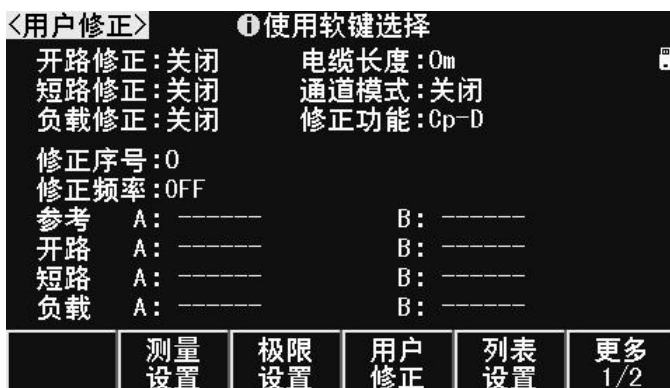 <用户修正> 使用软键选择
开路修正:关闭 电缆长度:0m
短路修正:关闭 通道模式:关闭
负载修正:关闭 修正功能:Cp-D
修正序号:0
修正频率:OFF
参考 A: ------ B: ------
开路 A: ------ B: ------
短路 A: ------ B: ------
负载 A: ------ B: ------
测量设置 极限设置 用户修正 列表设置 更多 1/2